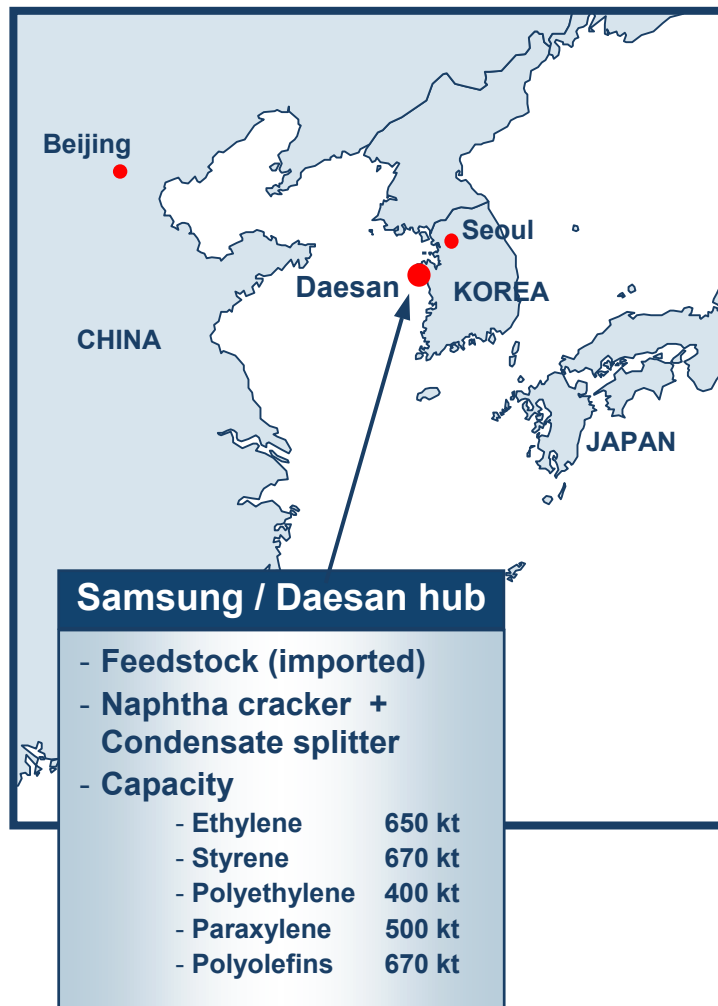 Beijing
Seoul
Daesan
KOREA
CHINA
JAPAN
Samsung / Daesan hub
- Feedstock (imported)
- Naphtha cracker +
Condensate splitter
- Capacity
- Ethylene 650 kt
- Styrene 670 kt
- Polyethylene 400 kt
- Paraxylene 500 kt
- Polyolefins 670 kt